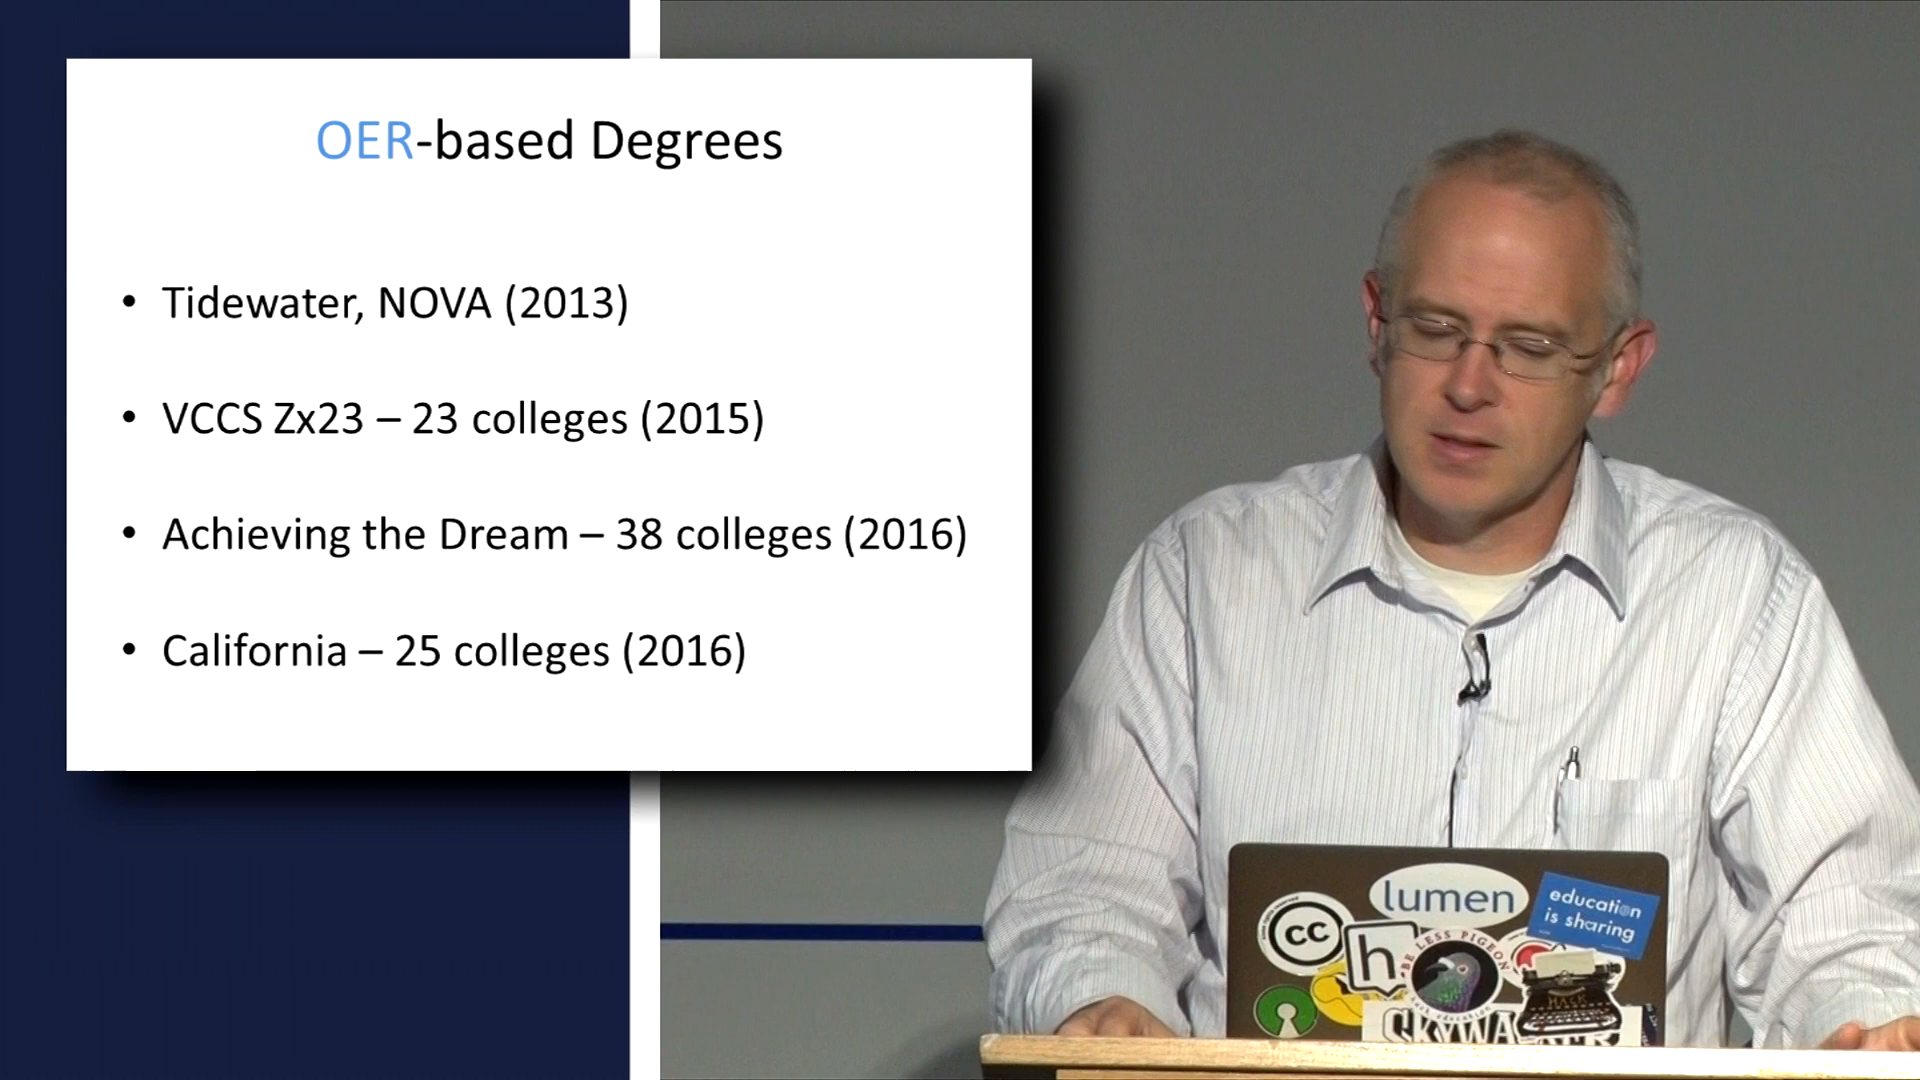 OER-based Degrees
• Tidewater, NOVA (2013)
• VCCS Zx23 – 23 colleges (2015)
• Achieving the Dream – 38 colleges (2016)
• California – 25 colleges (2016)
lumen
education
is sharing
cc
h
BE LESS PIGEON
HACK